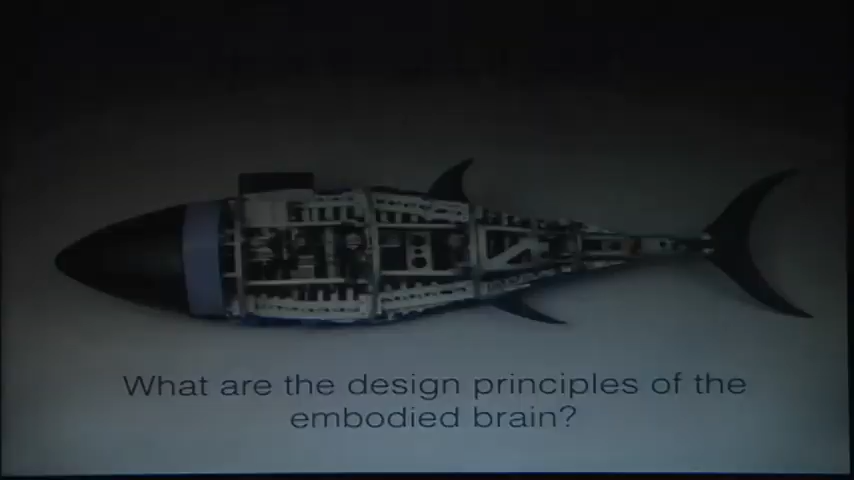 What are the design principles of the
embodied brain?